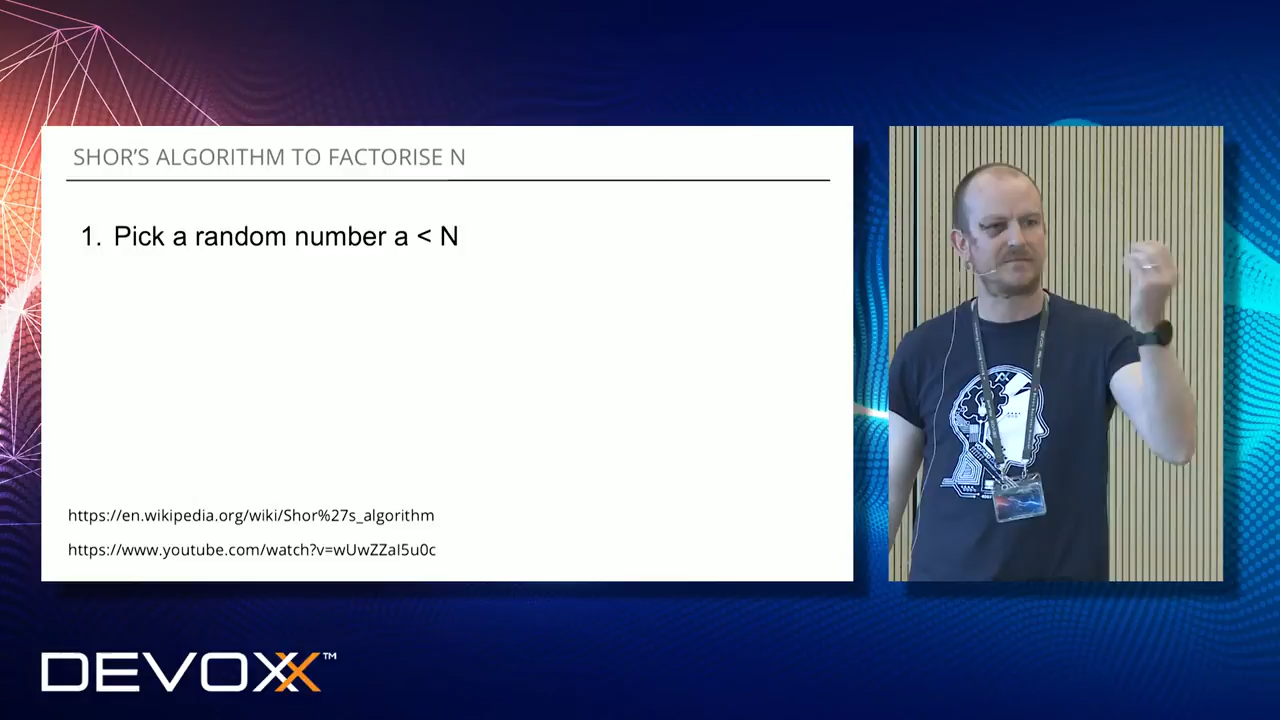 SHOR'S ALGORITHM TO FACTORISE N
1. Pick a random number a < N
https://en.wikipedia.org/wiki/Shor%27s_algorithm
https://www.youtube.com/watch?v=wUwZZaI5u0c
DEVOXX™